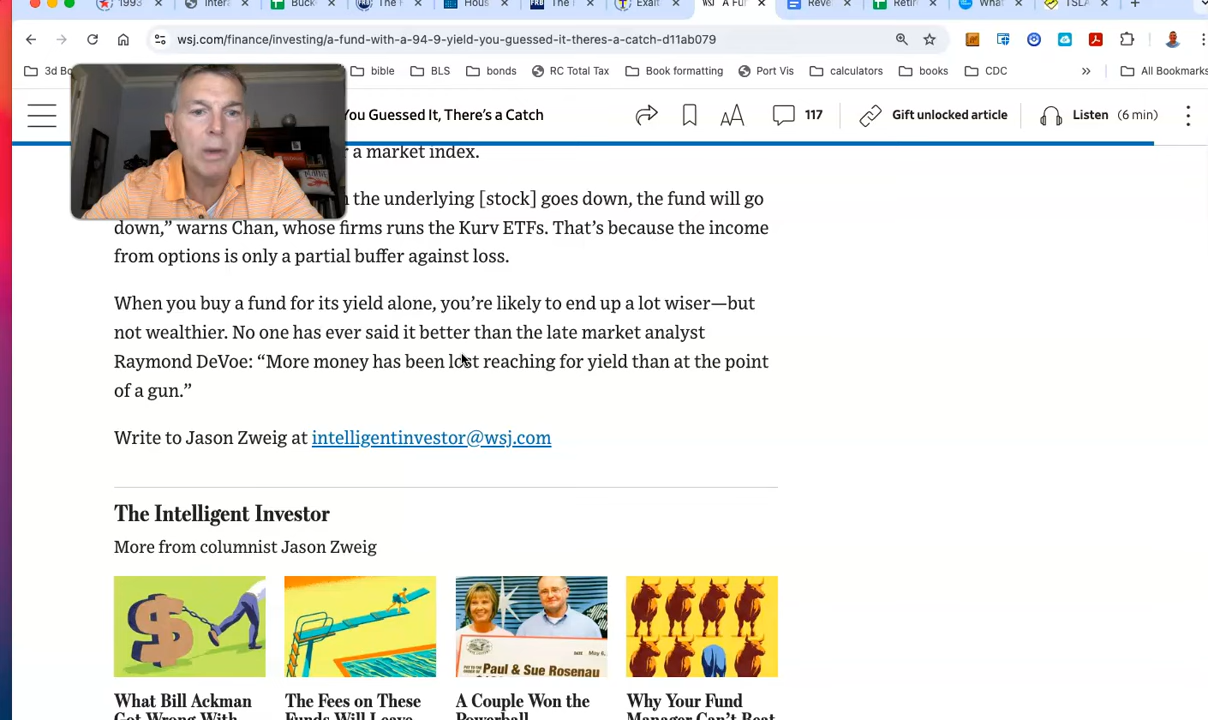 1993
Intera
Buck
The F
Hous
The I
Exalt
WSJ
A Fu
Reve
Retire
What
TSLA
wsj.com/finance/investing/a-fund-with-a-94-9-yield-you-guessed-it-theres-a-catch-d11ab079
3d Bo
bible
BLS
bonds
RC Total Tax
Book formatting
Port Vis
calculators
books
CDC
»
All Bookmarks
You Guessed It, There's a Catch
117
Gift unlocked article
Listen (6 min)
a market index.
the underlying [stock] goes down, the fund will go
down,” warns Chan, whose firms runs the Kurv ETFs. That’s because the income
from options is only a partial buffer against loss.
When you buy a fund for its yield alone, you’re likely to end up a lot wiser—but
not wealthier. No one has ever said it better than the late market analyst
Raymond DeVoe: “More money has been lost reaching for yield than at the point
of a gun.”
Write to Jason Zweig at intelligentinvestor@wsj.com
The Intelligent Investor
More from columnist Jason Zweig
May 6,
Paul & Sue Rosenau
What Bill Ackman
Got Wrong With
The Fees on These
Funds Will Leave
A Couple Won the
Powerball
Why Your Fund
Manager Can't Beat